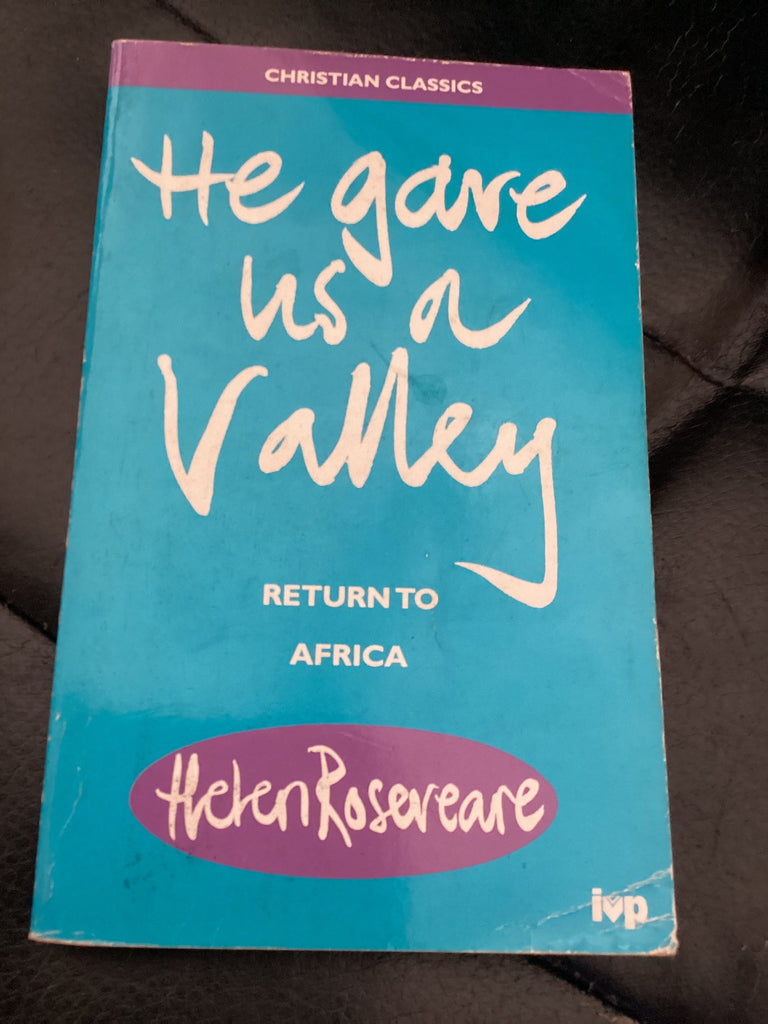 CHRISTIAN CLASSICS
He gave
us a
Valley
RETURN TO
AFRICA
Helen Roseveare
ivp